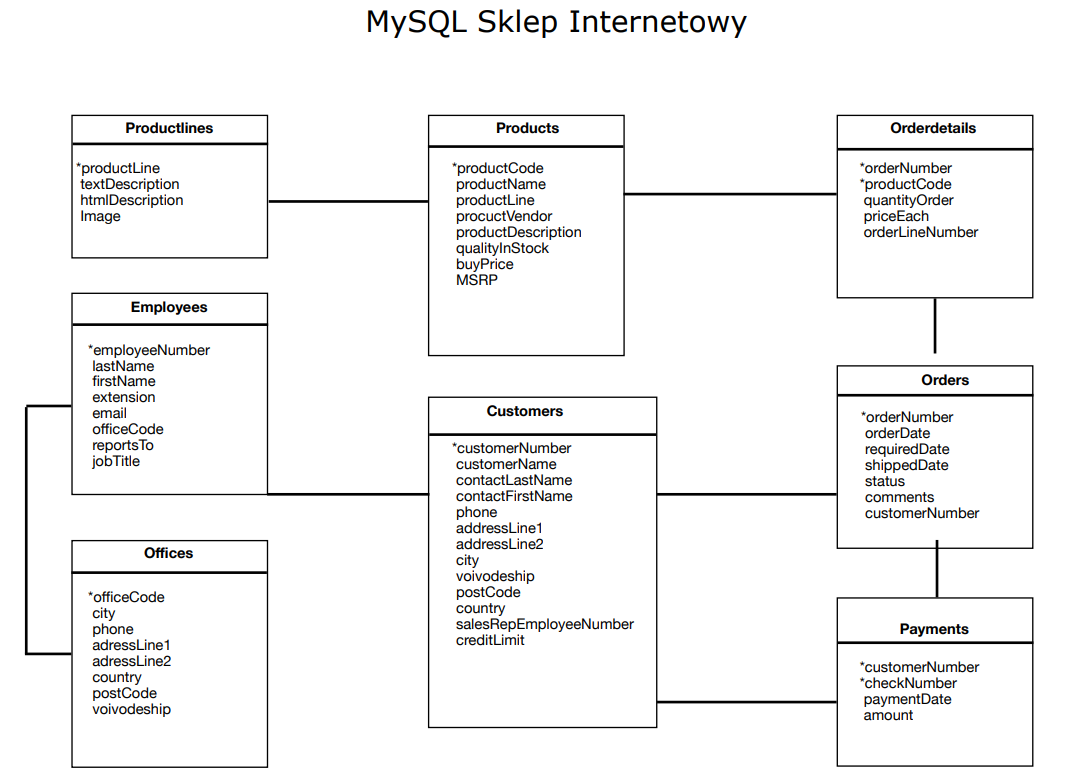 MySQL Sklep Internetowy
Productlines
*productLine
textDescription
htmlDescription
Image
Products
*productCode
productName
productLine
procuctVendor
productDescription
qualityInStock
buyPrice
MSRP
Orderdetails
*orderNumber
*productCode
quantityOrder
priceEach
orderLineNumber
Employees
*employeeNumber
lastName
firstName
extension
email
officeCode
reportsTo
jobTitle
Customers
*customerNumber
customerName
contactLastName
contactFirstName
phone
addressLine1
addressLine2
city
voivodeship
postCode
country
salesRepEmployeeNumber
creditLimit
Orders
*orderNumber
orderDate
requiredDate
shippedDate
status
comments
customerNumber
Offices
*officeCode
city
phone
adressLine1
adressLine2
country
postCode
voivodeship
Payments
*customerNumber
*checkNumber
paymentDate
amount